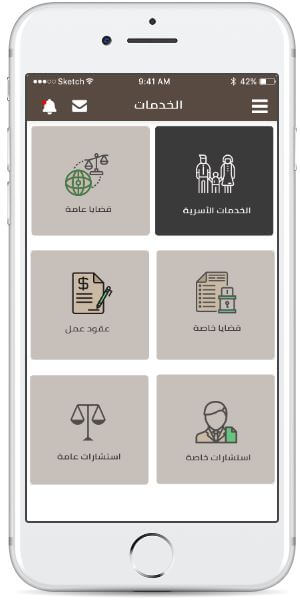 Sketch 9:41 AM 42%
الخدمات
الخدمات الأسرية
قضايا عامة
قضايا خاصة
عقود عمل
استشارات خاصة
استشارات عامة